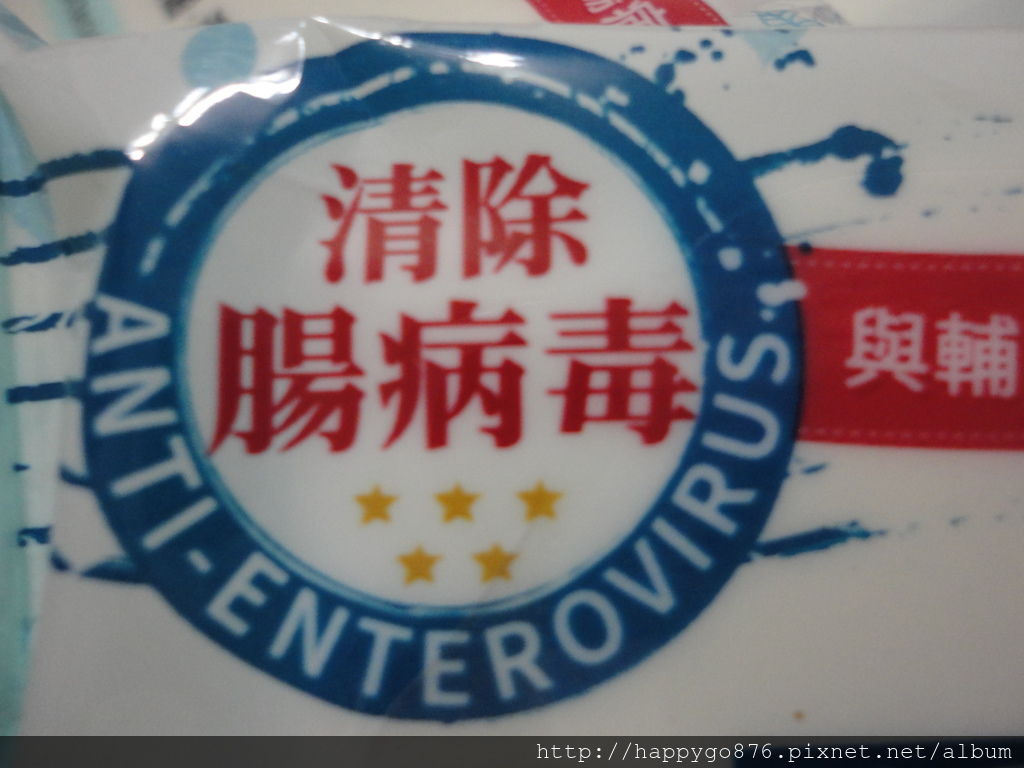 清除
腸病毒
ANTI-ENTEROVIRUS
與輔
http://happygo876.pixnet.net/album